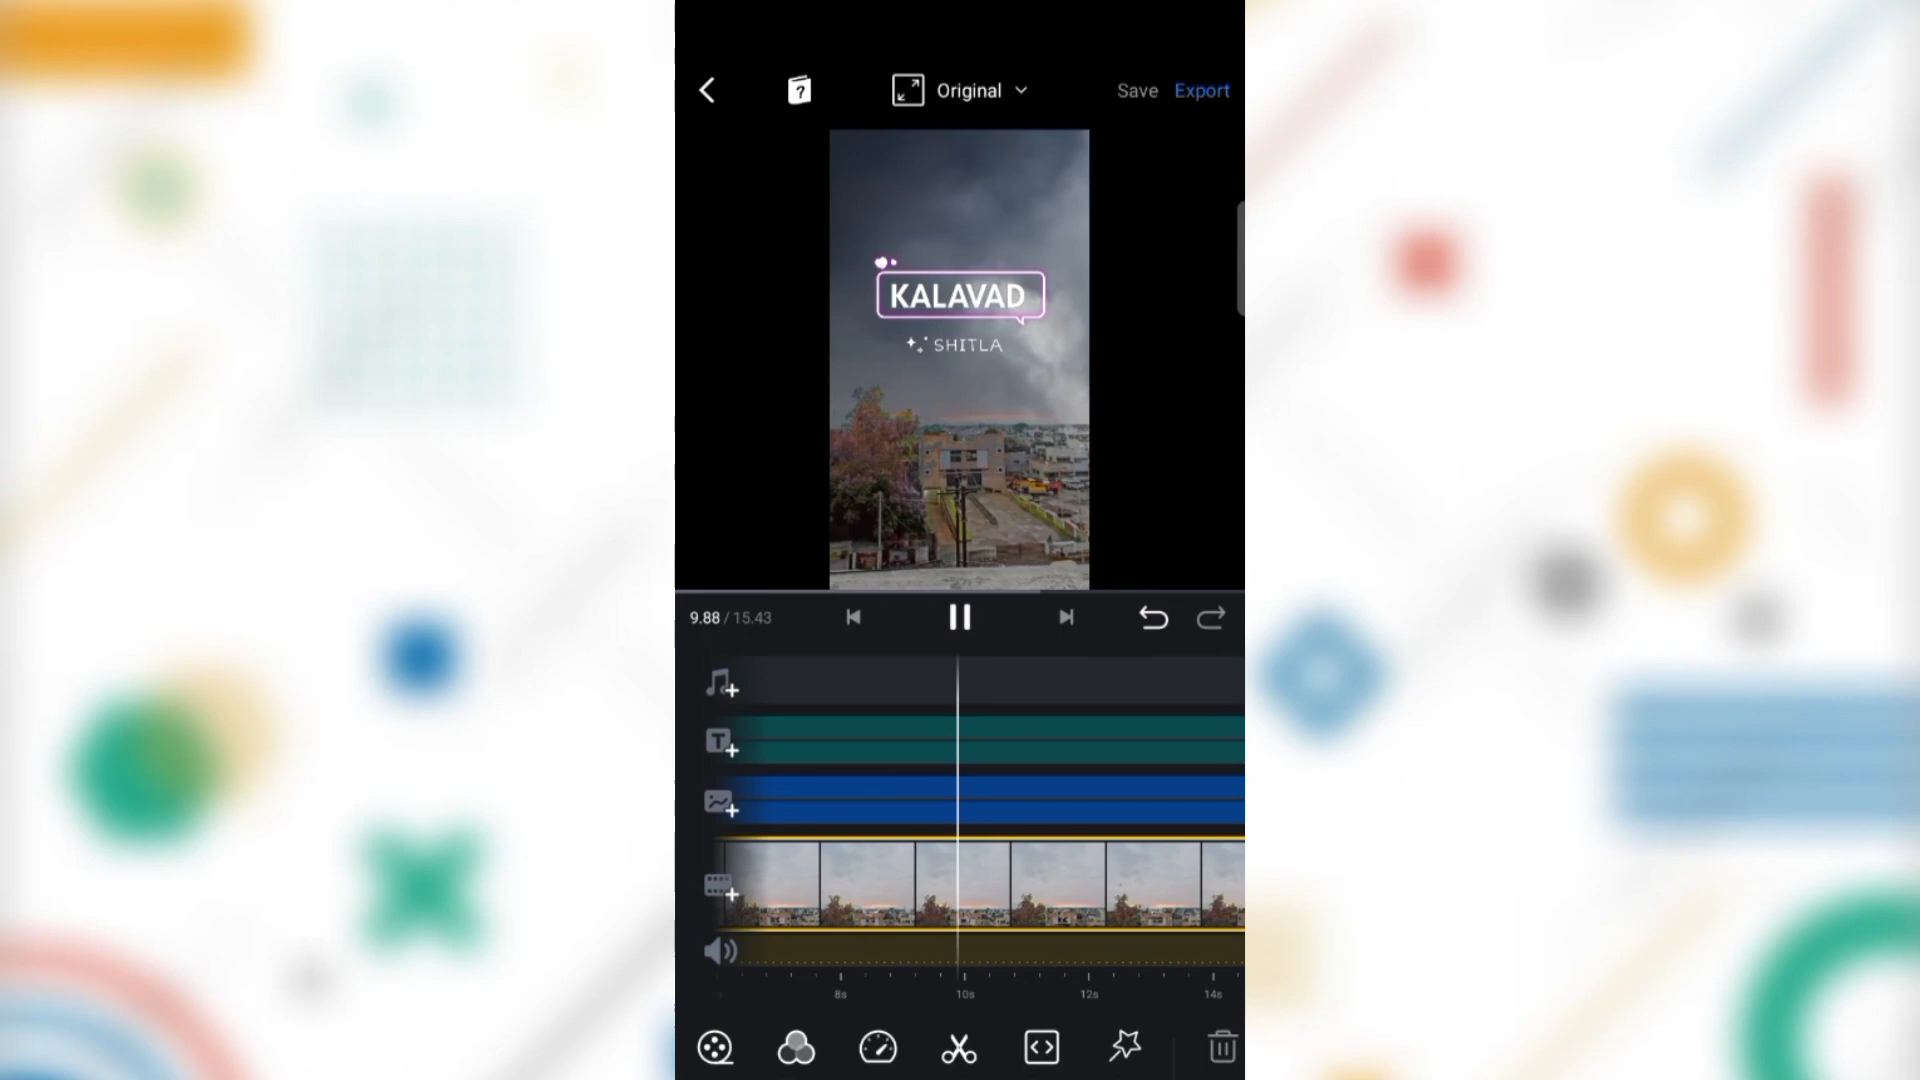 Original
Save
Export
KALAVAD
SHITLA
9.88 / 15.43
8s
10s
12s
14s